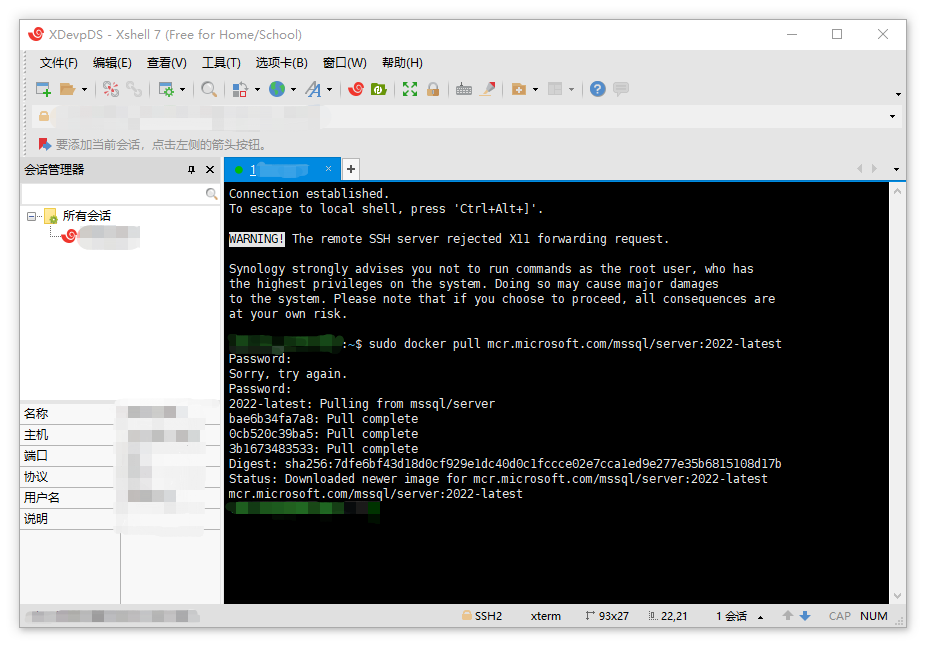 XDevpDS - Xshell 7 (Free for Home/School)
文件(F) 编辑(E) 查看(V) 工具(T) 选项卡(B) 窗口(W) 帮助(H)
要添加当前会话，点击左侧的箭头按钮。
会话管理器
1
所有会话
Connection established.
To escape to local shell, press 'Ctrl+Alt+]'.
WARNING! The remote SSH server rejected X11 forwarding request.
Synology strongly advises you not to run commands as the root user, who has
the highest privileges on the system. Doing so may cause major damages
to the system. Please note that if you choose to proceed, all consequences are
at your own risk.
:~$ sudo docker pull mcr.microsoft.com/mssql/server:2022-latest
Password:
Sorry, try again.
Password:
2022-latest: Pulling from mssql/server
bae6b34fa7a8: Pull complete
0cb520c39ba5: Pull complete
3b1673483533: Pull complete
Digest: sha256:7dfe6bf43d18d0cf929e1dc40d0c1fccce02e7cca1ed9e277e35b6815108d17b
Status: Downloaded newer image for mcr.microsoft.com/mssql/server:2022-latest
mcr.microsoft.com/mssql/server:2022-latest
名称
主机
端口
协议
用户名
说明
SSH2 xterm 93x27 22,21 1 会话 CAP NUM